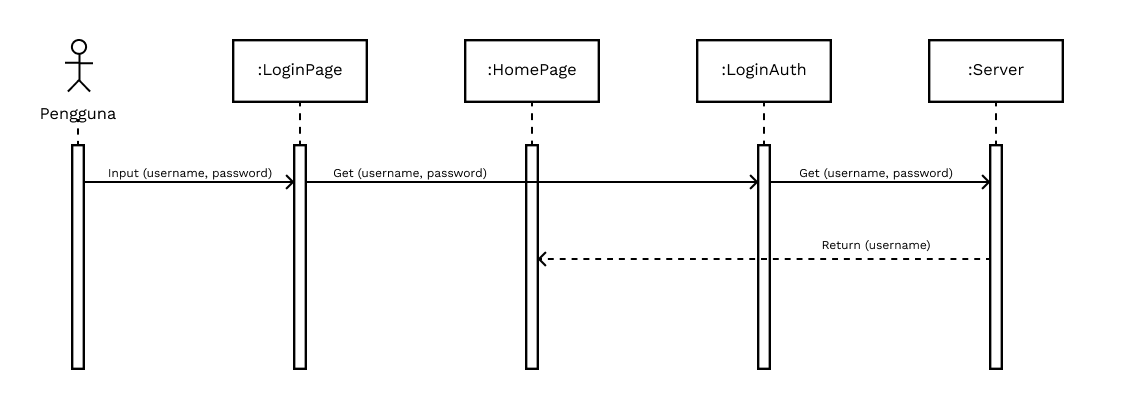 :LoginPage
:HomePage
:LoginAuth
:Server
Pengguna
Input (username, password)
Get (username, password)
Get (username, password)
Return (username)